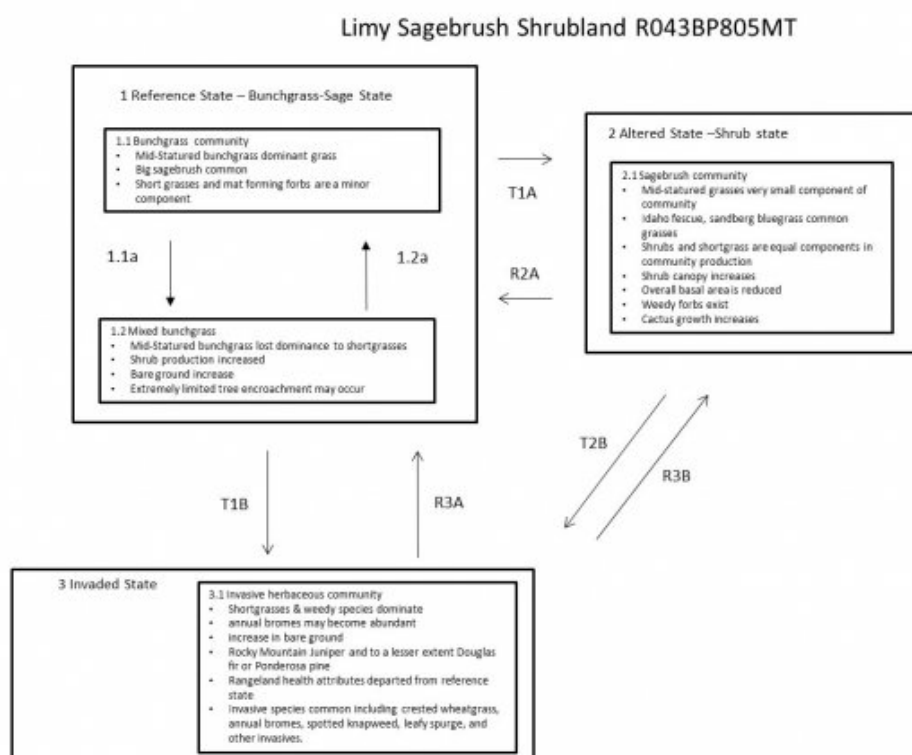 Limy Sagebrush Shrubland R043BP805MT
1 Reference State – Bunchgrass-Sage State
1.1 Bunchgrass community
• Mid-Statured bunchgrass dominant grass
• Big sagebrush common
• Short grasses and mat forming forbs are a minor
component
1.1a
1.2a
1.2 Mixed bunchgrass
• Mid-Statured bunchgrass lost dominance to shortgrasses
• Shrub production increased
• Bare ground increase
• Extremely limited tree encroachment may occur
T1A
R2A
2 Altered State –Shrub state
2.1 Sagebrush community
• Mid-statured grasses very small component of
community
• Idaho fescue, sandberg bluegrass common
grasses
• Shrubs and shortgrass are equal components in
community production
• Shrub canopy increases
• Overall basal area is reduced
• Weedy forbs exist
• Cactus growth increases
T1B
R3A
T2B
R3B
3 Invaded State
3.1 Invasive herbaceous community
• Shortgrasses & weedy species dominate
• annual bromes may become abundant
• increase in bare ground
• Rocky Mountain Juniper and to a lesser extent Douglas
fir or Ponderosa pine
• Rangeland health attributes departed from reference
state
• Invasive species common including crested wheatgrass,
annual bromes, spotted knapweed, leafy spurge, and
other invasives.